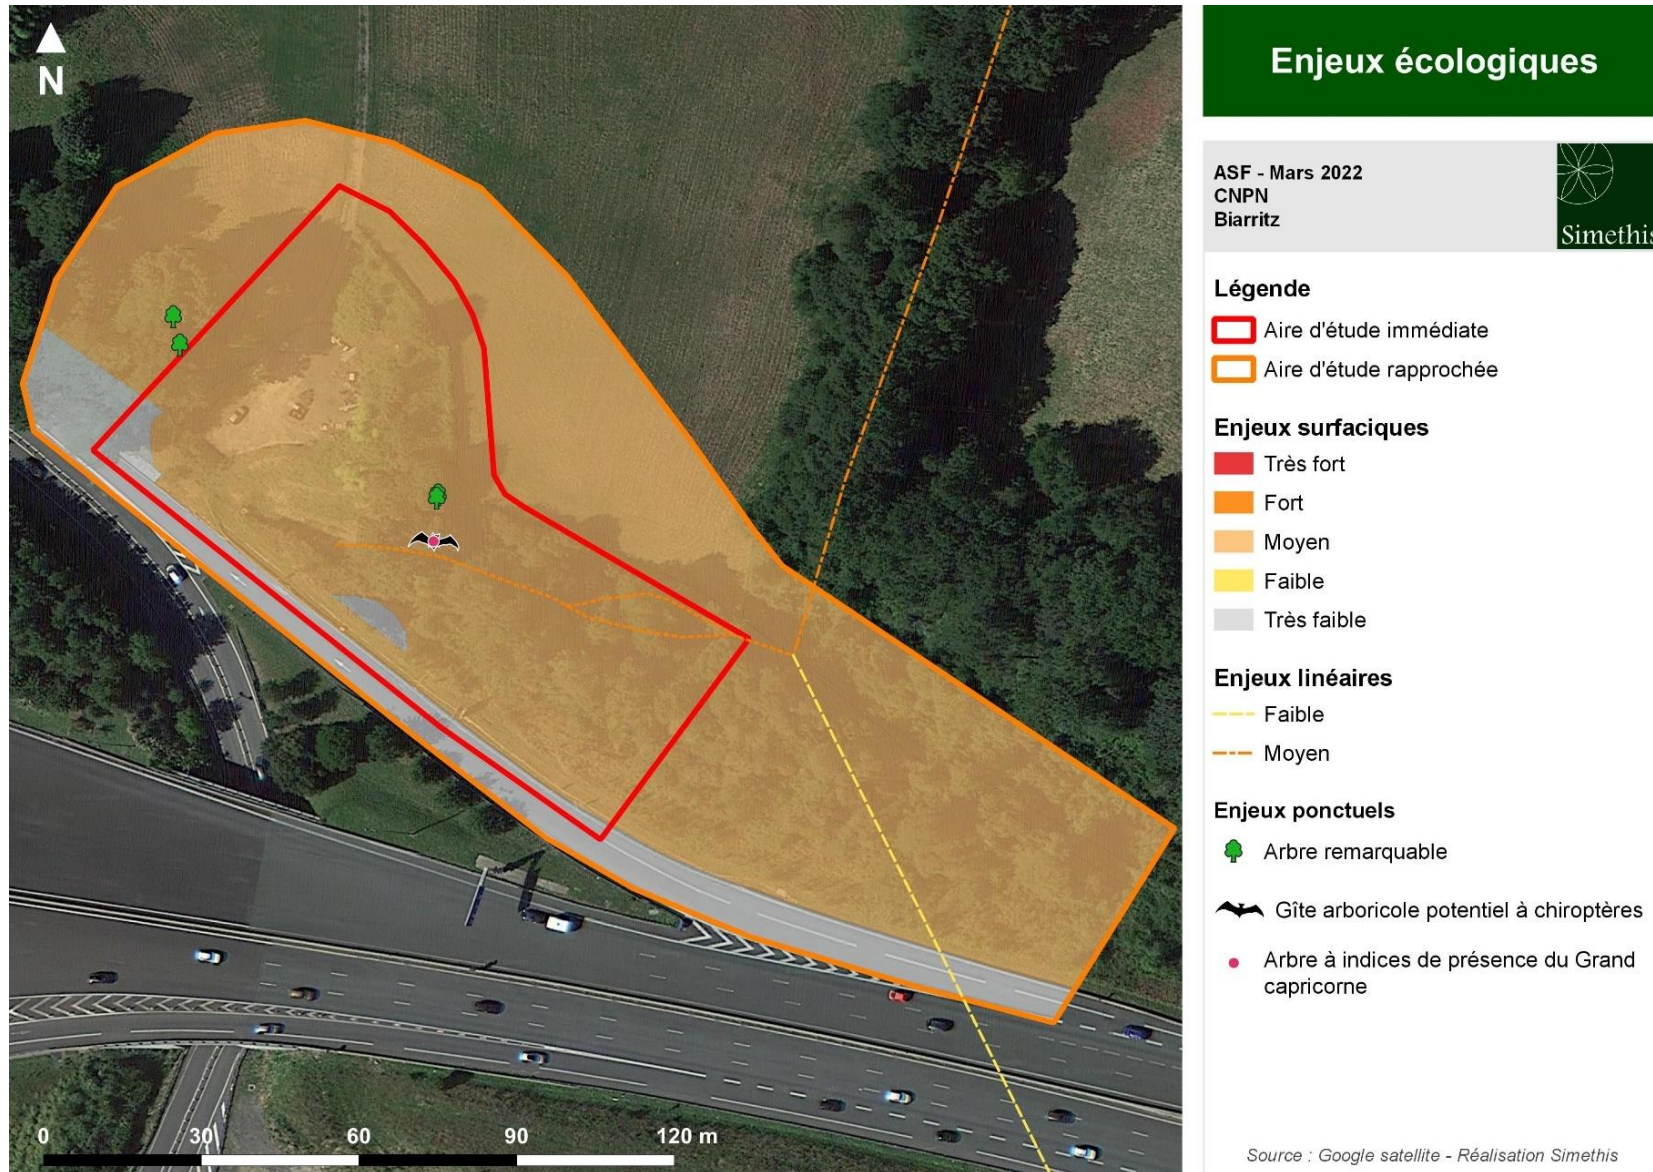 N
Enjeux écologiques
ASF - Mars 2022
CNPN
Biarritz
Simethis
Légende
Aire d'étude immédiate
Aire d'étude rapprochée
Enjeux surfaciques
Très fort
Fort
Moyen
Faible
Très faible
Enjeux linéaires
Faible
Moyen
Enjeux ponctuels
Arbre remarquable
Gîte arboricole potentiel à chiroptères
Arbre à indices de présence du Grand
capricorne
0 30 60 90 120 m
Source : Google satellite - Réalisation Simethis